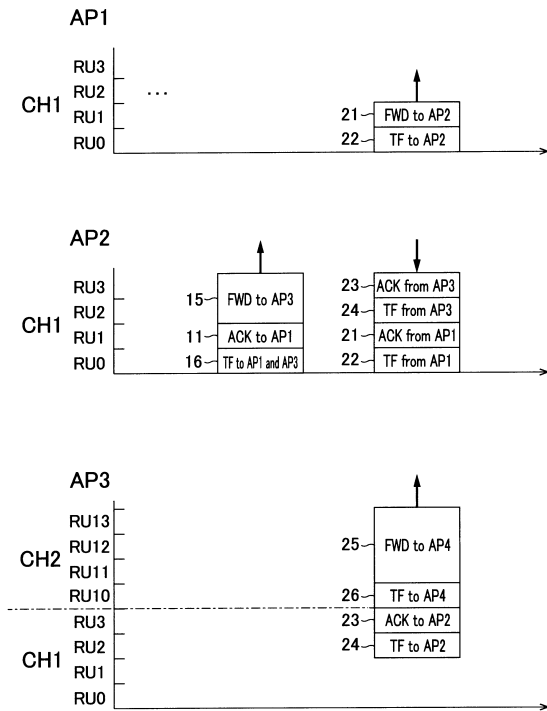 AP1
CH1
RU3
RU2
RU1
RU0
...
21 FWD to AP2
22 TF to AP2
AP2
CH1
RU3
RU2
RU1
RU0
15 FWD to AP3
11 ACK to AP1
16 TF to AP1 and AP3
23 ACK from AP3
24 TF from AP3
21 ACK from AP1
22 TF from AP1
AP3
CH2
RU13
RU12
RU11
RU10
CH1
RU3
RU2
RU1
RU0
25 FWD to AP4
26 TF to AP4
23 ACK to AP2
24 TF to AP2